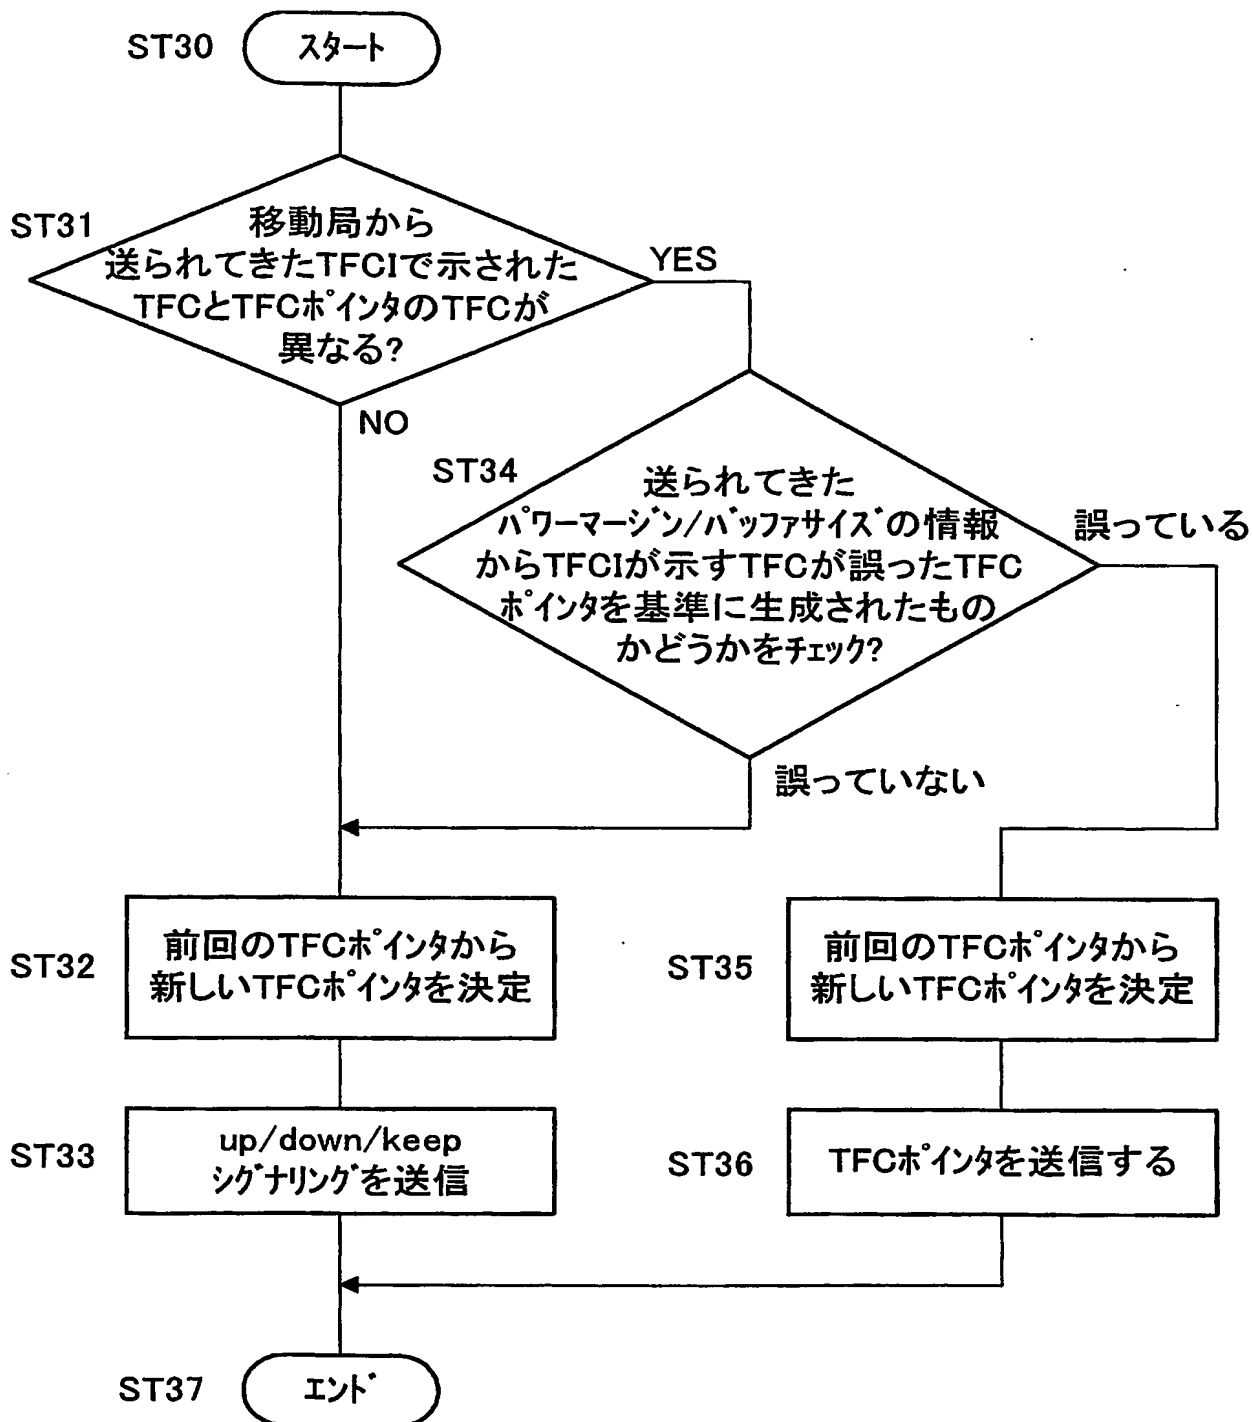 ST30
スタート
ST31
移動局から
送られてきたTFCIで示された
TFCとTFCﾎﾟｲﾝﾀのTFCが
異なる?
YES
NO
ST34
送られてきた
ﾊﾟﾜｰﾏｰｼﾞﾝ/ﾊﾞｯﾌｧｻｲｽﾞの情報
からTFCIが示すTFCが誤ったTFC
ﾎﾟｲﾝﾀを基準に生成されたもの
かどうかをﾁｪｯｸ?
誤っている
誤っていない
ST32
前回のTFCﾎﾟｲﾝﾀから
新しいTFCﾎﾟｲﾝﾀを決定
ST35
前回のTFCﾎﾟｲﾝﾀから
新しいTFCﾎﾟｲﾝﾀを決定
ST33
up/down/keep
ｼｸﾞﾅﾘﾝｸﾞを送信
ST36
TFCﾎﾟｲﾝﾀを送信する
ST37
ｴﾝﾄﾞ